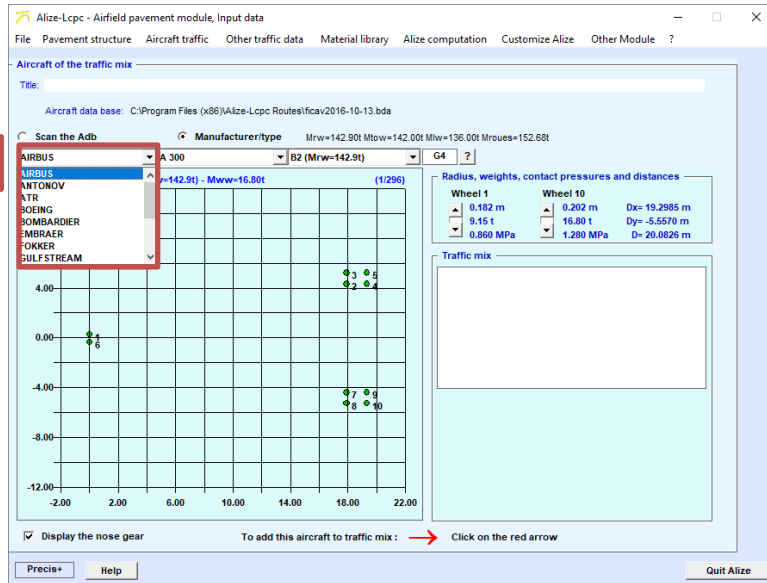 Alize-Lcpc - Airfield pavement module, Input data
File Pavement structure Aircraft traffic Other traffic data Material library Alize computation Customize Alize Other Module ?
Aircraft of the traffic mix
Title:
Aircraft data base: C:\Program Files (x86)\Alize-Lcpc Routes\ficav2016-10-13.bda
Scan the Adb Manufacturer/type Mrw=142.90t Mtow=142.00t Mlw=136.00t Mroues=152.68t
AIRBUS A 300 B2 (Mrw=142.9t) G4 ?
AIRBUS
ANTONOV
ATR
BOEING
BOMBARDIER
EMBRAER
FOKKER
GULFSTREAM
=142.9t) - Mww=16.80t (1/296)
Radius, weights, contact pressures and distances
Wheel 1 Wheel 10
0.182 m 0.202 m Dx= 19.2985 m
9.15 t 16.80 t Dy= -5.5570 m
0.860 MPa 1.280 MPa D= 20.0826 m
Traffic mix
3 5
2 4
1
6
7 9
8 10
4.00
0.00
-4.00
-8.00
-12.00
-2.00 2.00 6.00 10.00 14.00 18.00 22.00
Display the nose gear To add this aircraft to traffic mix : Click on the red arrow
Precis+ Help Quit Alize